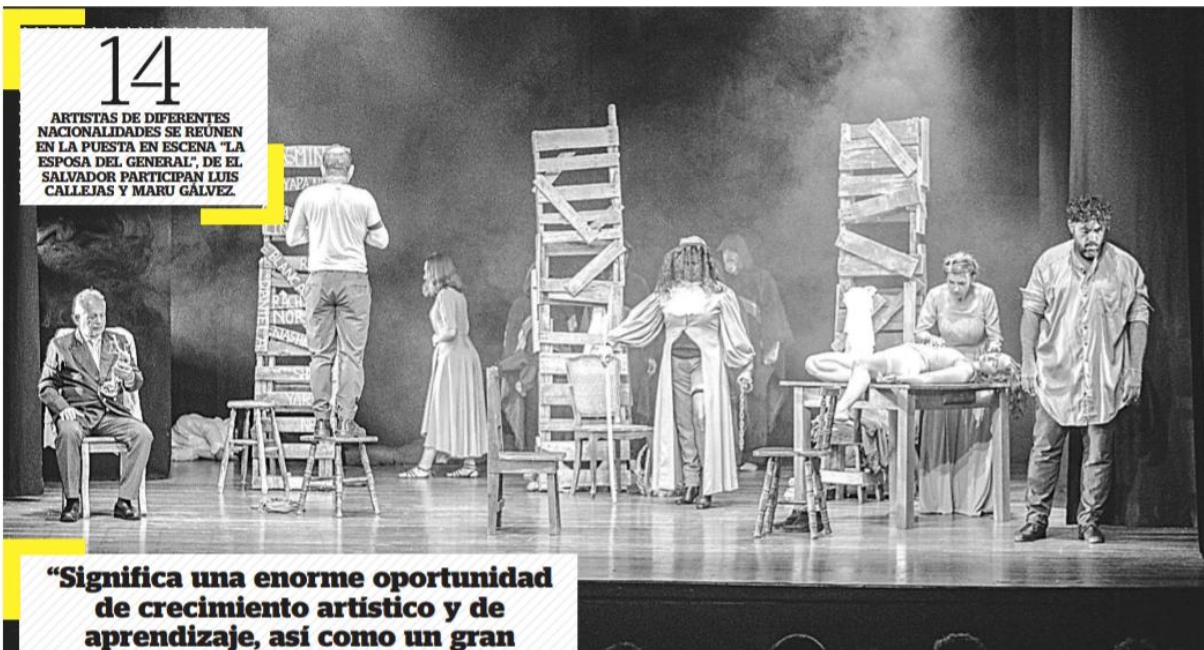 14
ARTISTAS DE DIFERENTES
NACIONALIDADES SE REÚNEN
EN LA PUESTA EN ESCENA "LA
ESPOSA DEL GENERAL", DE EL
SALVADOR PARTICIPAN LUIS
CALLEJAS Y MARU GÁLVEZ.
NOR
“Significa una enorme oportunidad
de crecimiento artístico y de
aprendizaje, así como un gran